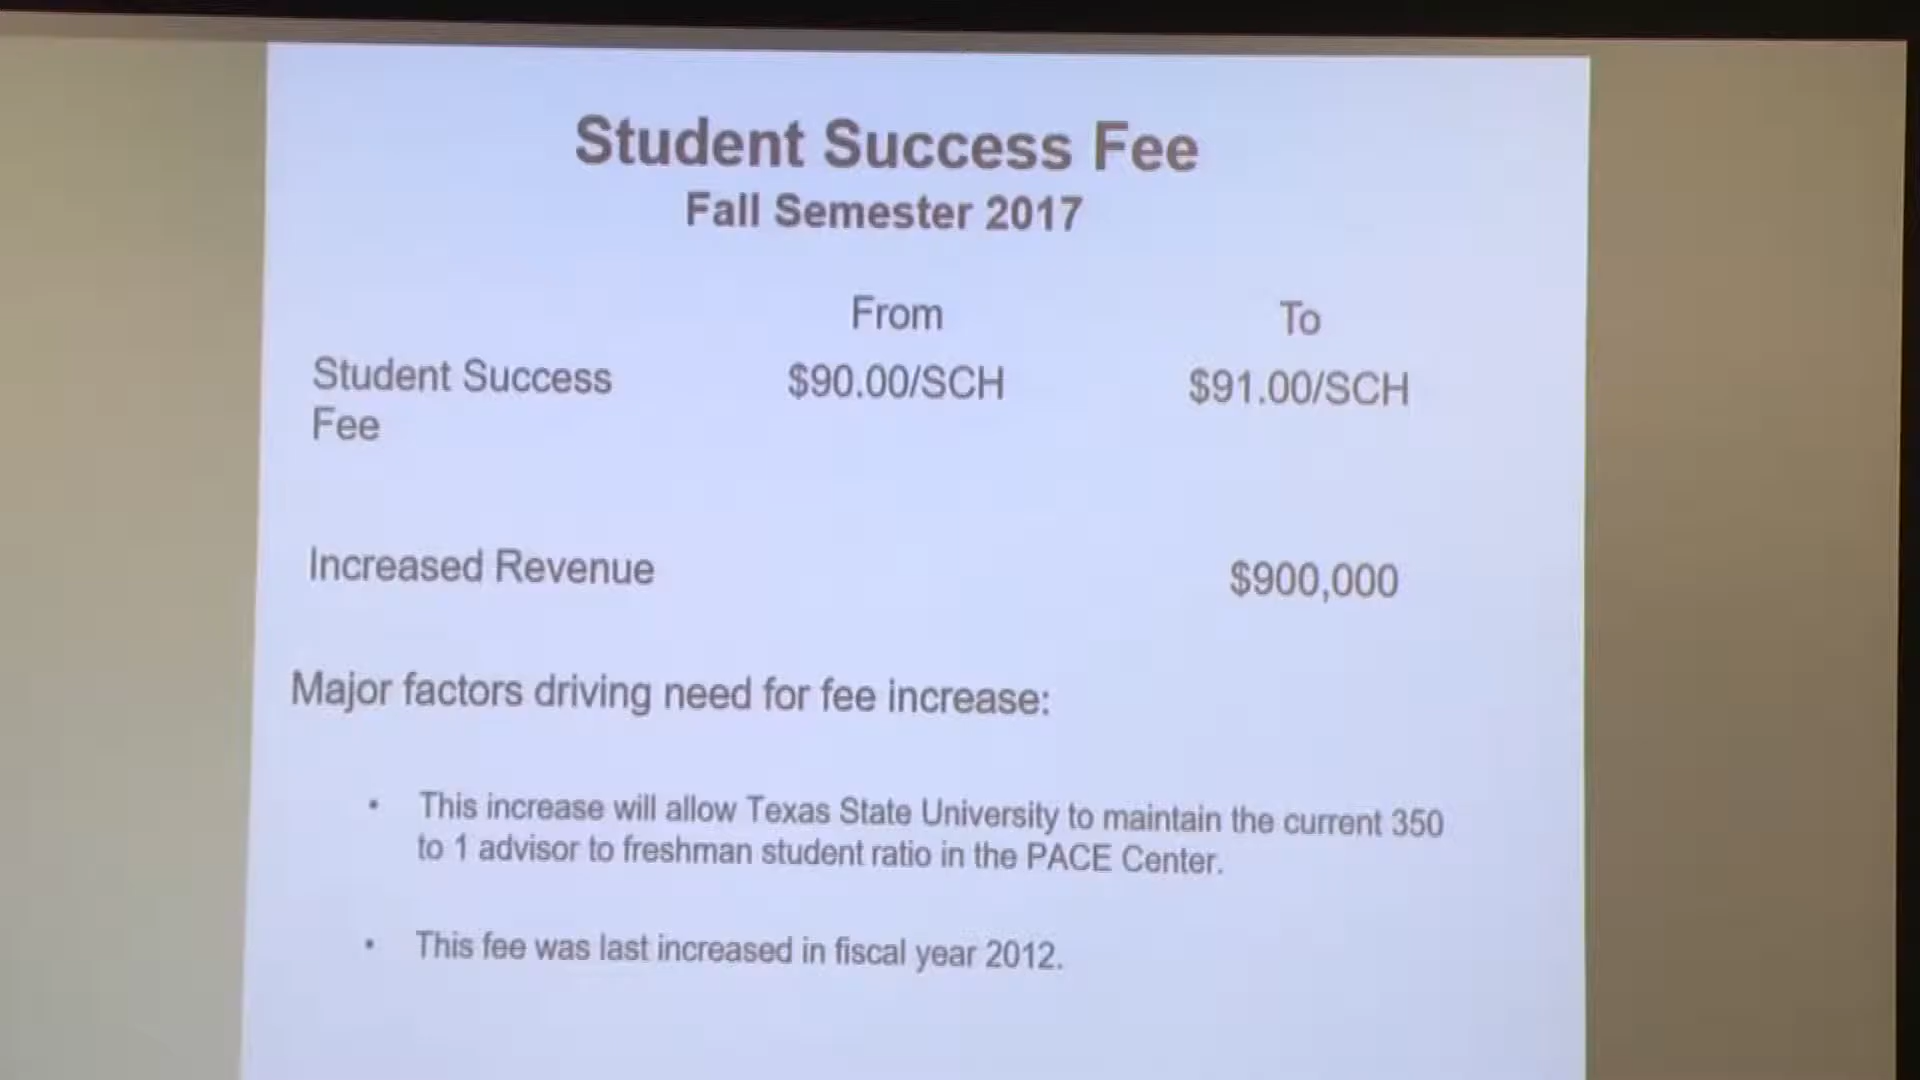 Student Success Fee
Fall Semester 2017
From To
Student Success $90.00/SCH $91.00/SCH
Fee
Increased Revenue $900,000
Major factors driving need for fee increase:
• This increase will allow Texas State University to maintain the current 350
to 1 advisor to freshman student ratio in the PACE Center.
• This fee was last increased in fiscal year 2012.